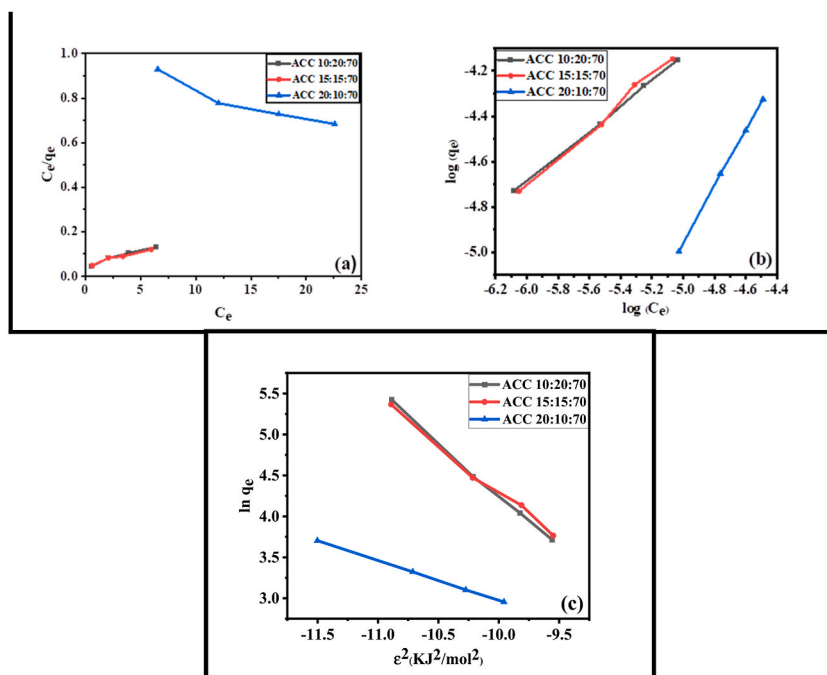 ACC 10:20:70
ACC 15:15:70
ACC 20:10:70
1.0
0.8
0.6
0.4
0.2
0.0
Ce/qe
(a)
0 5 10 15 20 25
Ce
ACC 10:20:70
ACC 15:15:70
ACC 20:10:70
-4.2
-4.4
-4.6
-4.8
-5.0
log (qe)
(b)
-6.2 -6.0 -5.8 -5.6 -5.4 -5.2 -5.0 -4.8 -4.6 -4.4
log (Ce)
ACC 10:20:70
ACC 15:15:70
ACC 20:10:70
5.5
5.0
4.5
4.0
3.5
3.0
ln qe
(c)
-11.5 -11.0 -10.5 -10.0 -9.5
ε²(KJ²/mol²)